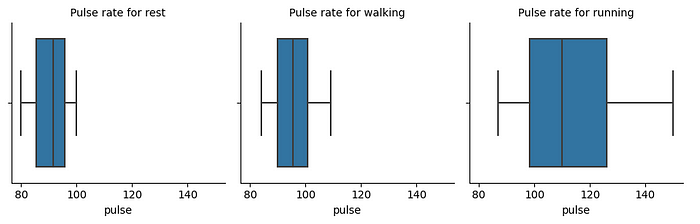 Pulse rate for rest
80 100 120 140
pulse
Pulse rate for walking
80 100 120 140
pulse
Pulse rate for running
80 100 120 140
pulse